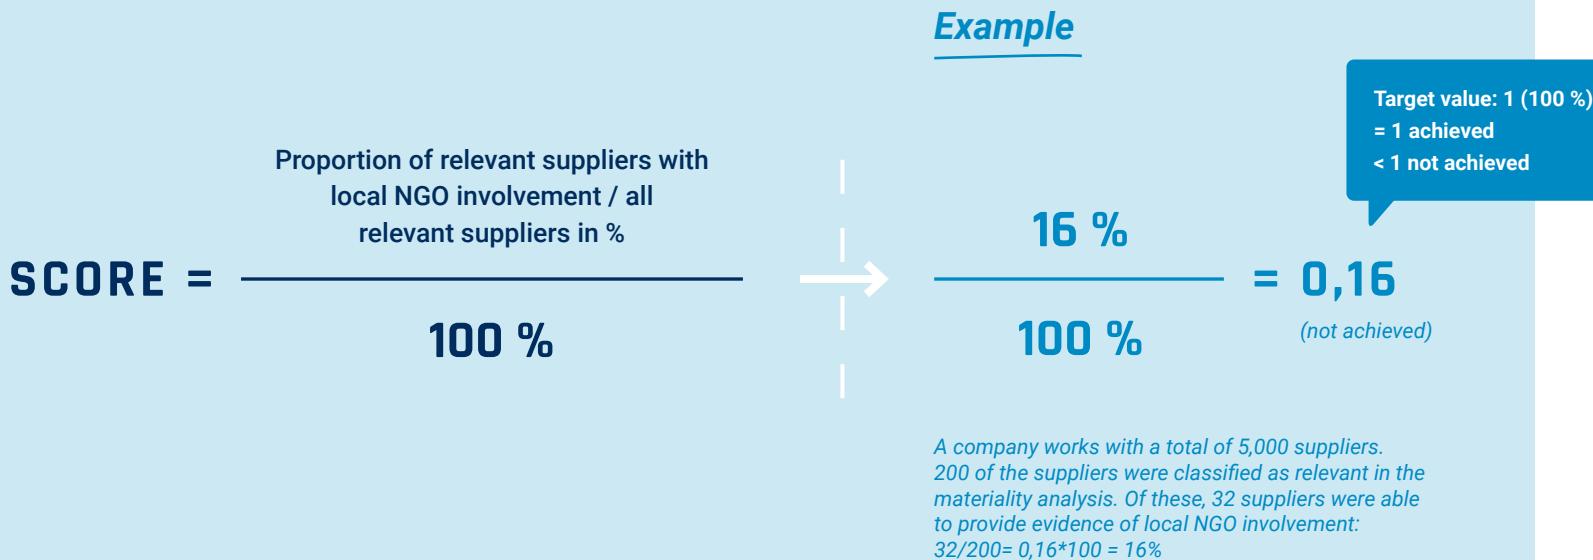 Example
Target value: 1 (100 %)
= 1 achieved
< 1 not achieved
Proportion of relevant suppliers with
local NGO involvement / all
relevant suppliers in %
SCORE =
100 %
16 %
100 %
= 0,16
(not achieved)
A company works with a total of 5,000 suppliers.
200 of the suppliers were classified as relevant in the
materiality analysis. Of these, 32 suppliers were able
to provide evidence of local NGO involvement:
32/200= 0,16*100 = 16%